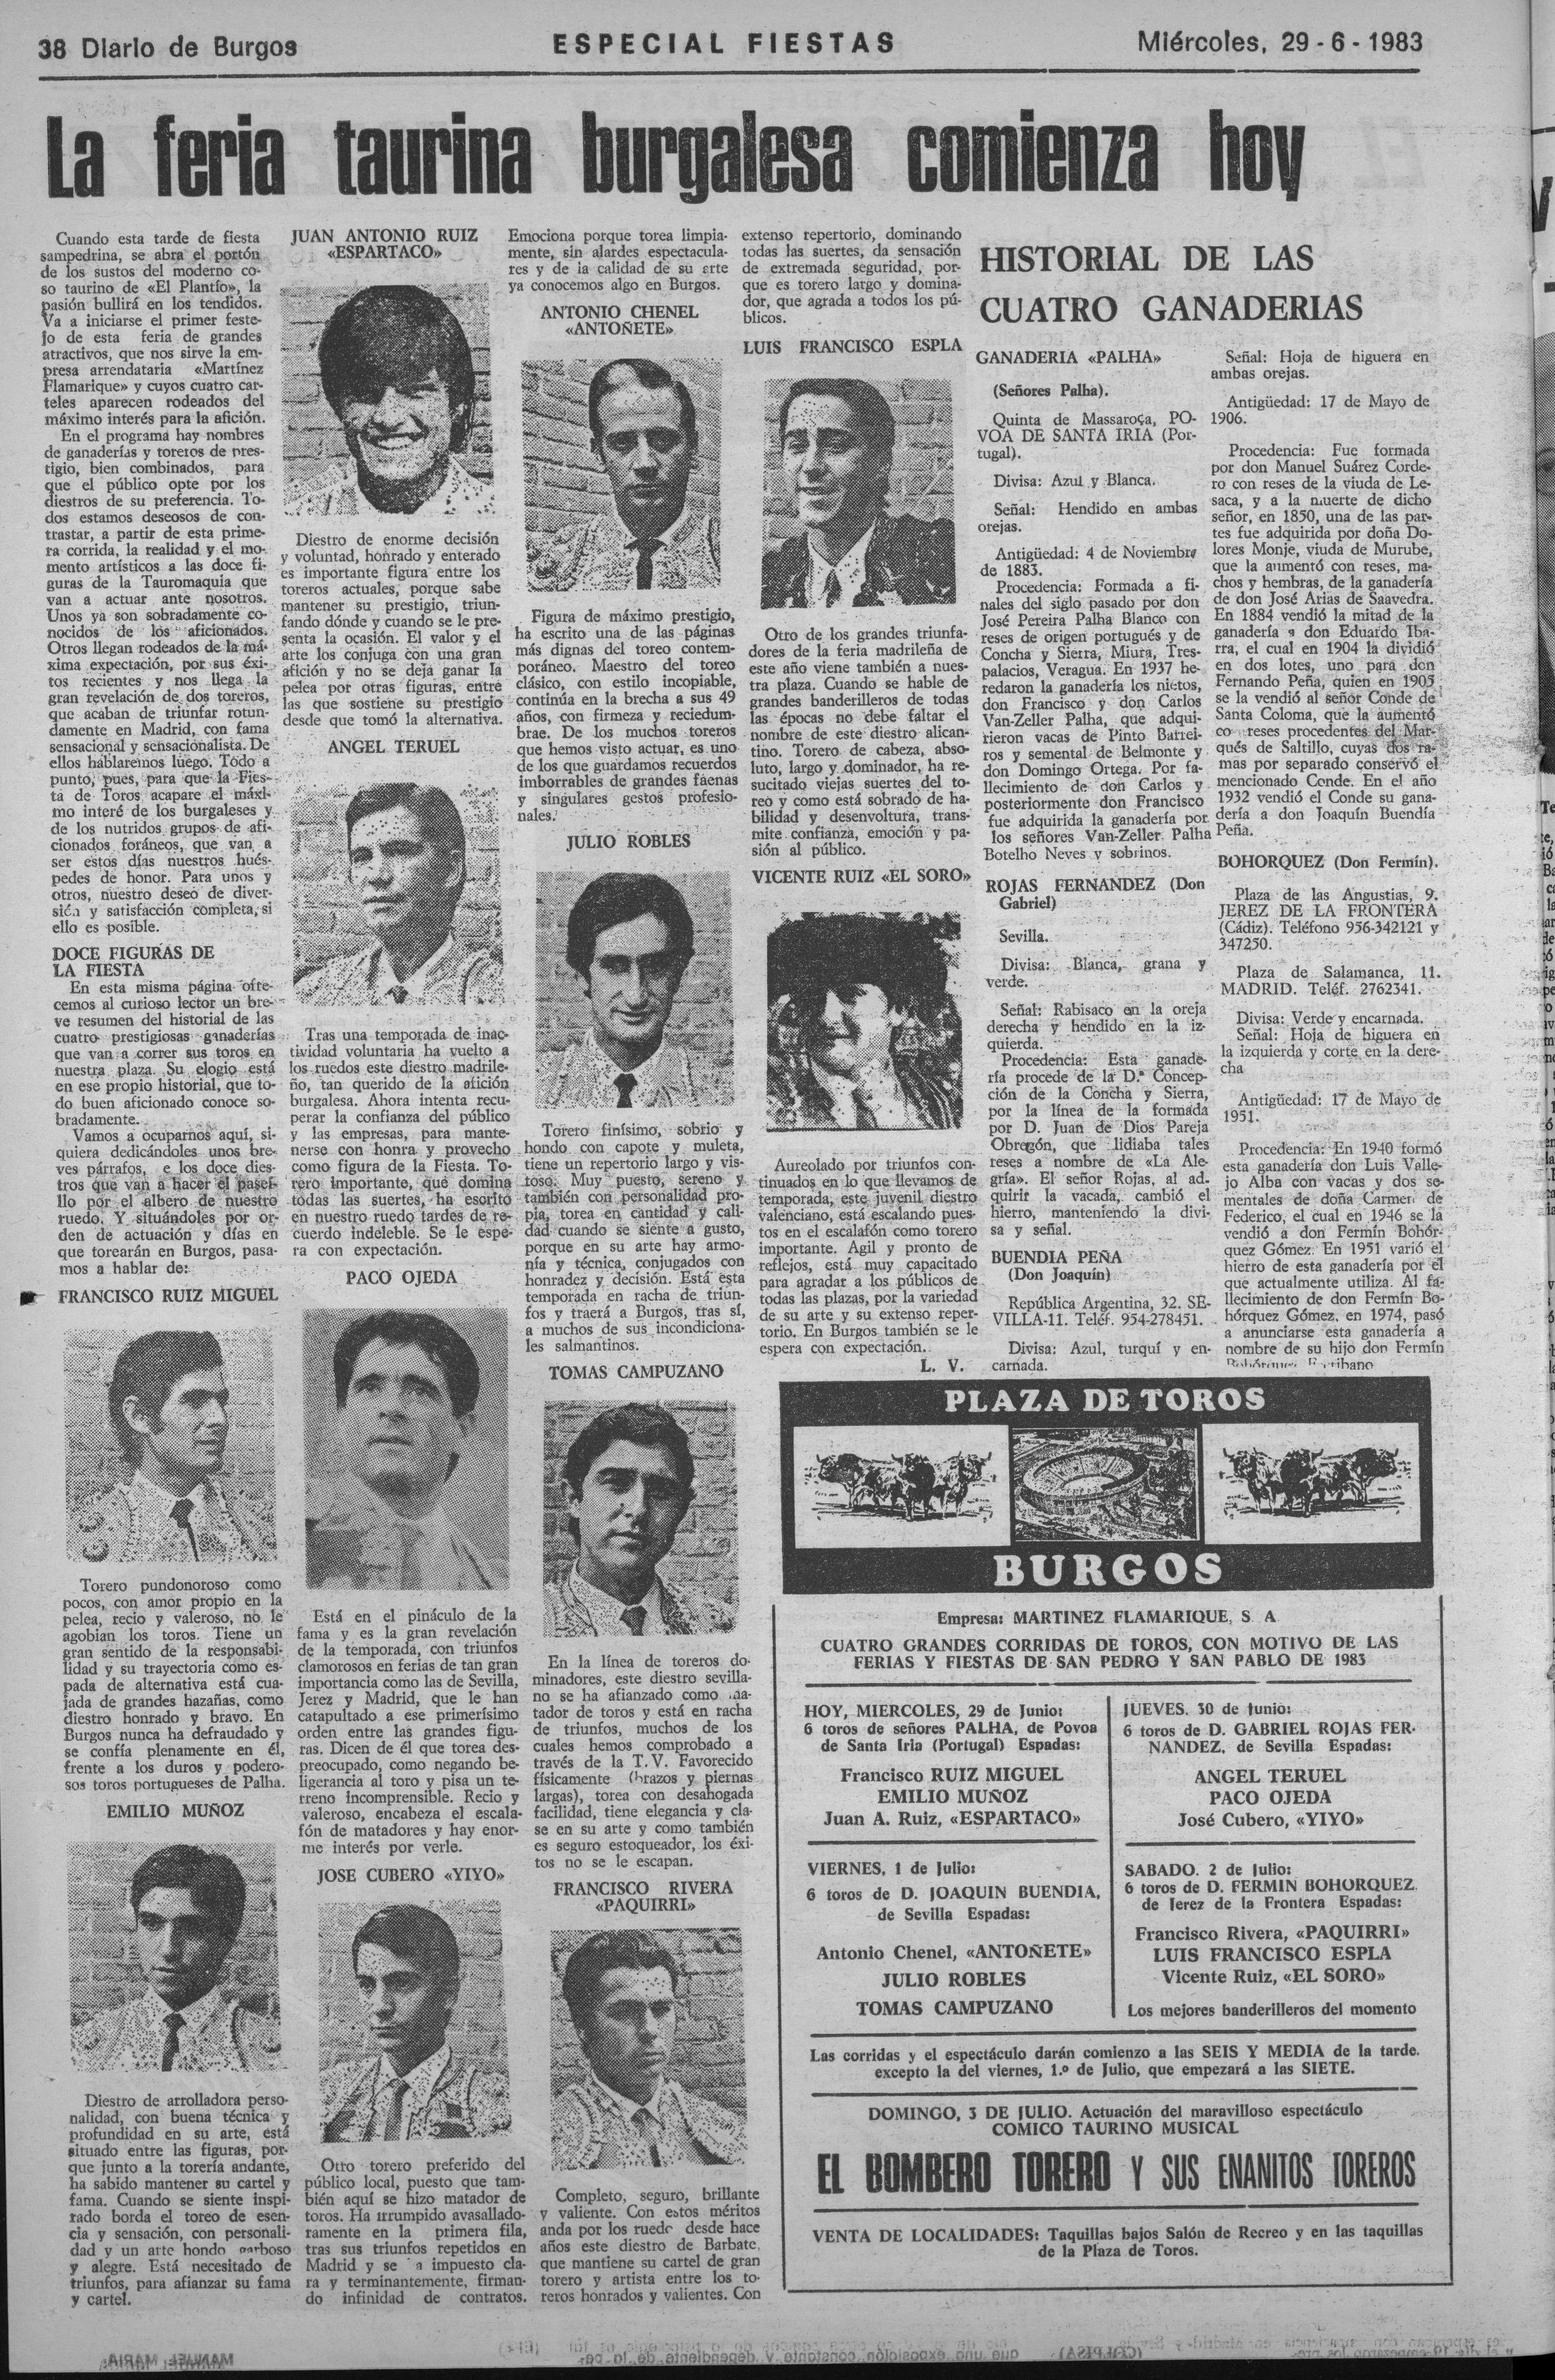 38 Diario de Burgos
ESPECIAL FIESTAS
Miércoles, 29 - 6 - 1983
La feria taurina burgalesa comienza hoy
Cuando esta tarde de fiesta
sampedrina, se abra el portón
de los sustos del moderno co-
so taurino de «El Plantío», la
pasión bullirá en los tendidos.
Va a iniciarse el primer feste-
jo de esta feria de grandes
atractivos, que nos sirve la em-
presa arrendataria «Martínez
Flamarique» y cuyos cuatro car-
teles aparecen rodeados del
máximo interés para la afición.
En el programa hay nombres
de ganaderías y toreros de pres-
tigio, bien combinados, para
que el público opte por los
diestros de su preferencia. To-
dos estamos deseosos de con-
trastar, a partir de esta prime-
ra corrida, la realidad y el mo-
mento artísticos a las doce fi-
guras de la Tauromaquia que
van a actuar ante nosotros.
Unos ya son sobradamente co-
nocidos de los aficionados.
Otros llegan rodeados de la má-
xima expectación, por sus éxi-
tos recientes y nos llega la
gran revelación de dos toreros,
que acaban de triunfar rotun-
damente en Madrid, con fama
sensacional y sensacionalista. De
ellos hablaremos luego. Todo a
punto, pues, para que la Fies-
ta de Toros acapare el máxi-
mo interé de los burgaleses y
de los nutridos grupos de afi-
cionados foráneos, que van a
ser estos días nuestros hués-
pedes de honor. Para unos y
otros, nuestro deseo de diver-
sión y satisfacción completa, si
ello es posible.
DOCE FIGURAS DE
LA FIESTA
En esta misma página ofre-
cemos al curioso lector un bre-
ve resumen del historial de las
cuatro prestigiosas ganaderías
que van a correr sus toros en
nuestra plaza. Su elogio está
en ese propio historial, que to-
do buen aficionado conoce so-
bradamente.
Vamos a ocuparnos aquí, si-
quiera dedicándoles unos bre-
ves párrafos, e los doce dies-
tros que van a hacer el pasei-
llo por el albero de nuestro
ruedo. Y situándoles por or-
den de actuación y días en
que torearán en Burgos, pasa-
mos a hablar de:
FRANCISCO RUIZ MIGUEL
Torero pundonoroso como
pocos, con amor propio en la
pelea, recio y valeroso, no le
agobian los toros. Tiene un
gran sentido de la responsabi-
lidad y su trayectoria como es-
pada de alternativa está cua-
jada de grandes hazañas, como
diestro honrado y bravo. En
Burgos nunca ha defraudado y
se confía plenamente en él,
frente a los duros y podero-
sos toros portugueses de Palha.
EMILIO MUÑOZ
Diestro de arrolladora perso-
nalidad, con buena técnica y
profundidad en su arte, está
situado entre las figuras, por-
que junto a la torería andante,
ha sabido mantener su cartel y
fama. Cuando se siente inspi-
rado borda el toreo de esen-
cia y sensación, con personali-
dad y un arte hondo garboso
y alegre. Está necesitado de
triunfos, para afianzar su fama
y cartel.
JUAN ANTONIO RUIZ
«ESPARTACO»
Diestro de enorme decisión
y voluntad, honrado y enterado
es importante figura entre los
toreros actuales, porque sabe
mantener su prestigio, triun-
fando dónde y cuando se le pre-
senta la ocasión. El valor y el
arte los conjuga con una gran
afición y no se deja ganar la
pelea por otras figuras, entre
las que sostiene su prestigio
desde que tomó la alternativa.
ANGEL TERUEL
Tras una temporada de inac-
tividad voluntaria ha vuelto a
los ruedos este diestro madrile-
ño, tan querido de la afición
burgalesa. Ahora intenta recu-
perar la confianza del público
y las empresas, para mante-
nerse con honra y provecho
como figura de la Fiesta. To-
rero importante, que domina
todas las suertes, ha escrito
en nuestro ruedo tardes de re-
cuerdo indeleble. Se le espe-
ra con expectación.
PACO OJEDA
Está en el pináculo de la
fama y es la gran revelación
de la temporada, con triunfos
clamorosos en ferias de tan gran
importancia como las de Sevilla,
Jerez y Madrid, que le han
catapultado a ese primerísimo
orden entre las grandes figu-
ras. Dicen de él que torea des-
preocupado, como negando be-
ligerancia al toro y pisa un te-
rreno incomprensible. Recio y
valeroso, encabeza el escala-
fón de matadores y hay enor-
me interés por verle.
JOSE CUBERO «YIYO»
Otro torero preferido del
público local, puesto que tam-
bién aquí se hizo matador de
toros. Ha irrumpido avasallado-
ramente en la primera fila,
tras sus triunfos repetidos en
Madrid y se a impuesto cla-
ra y terminantemente, firman-
do infinidad de contratos.
Emociona porque torea limpia-
mente, sin alardes espectacula-
res y de la calidad de su erte
ya conocemos algo en Burgos.
ANTONIO CHENEL
«ANTOÑETE»
Figura de máximo prestigio,
ha escrito una de las páginas
más dignas del toreo contem-
poráneo. Maestro del toreo
clásico, con estilo incopiable,
continúa en la brecha a sus 49
años, con firmeza y reciedum-
brae. De los muchos toreros
que hemos visto actuar, es uno
de los que guardamos recuerdos
imborrables de grandes faenas
y singulares gestos profesio-
nales.
JULIO ROBLES
Torero finísimo, sobrio y
hondo con capote y muleta,
tiene un repertorio largo y vis-
toso. Muy puesto, sereno y
también con personalidad pro-
pia, torea en cantidad y cali-
dad cuando se siente a gusto,
porque en su arte hay armo-
nía y técnica, conjugados con
honradez y decisión. Está esta
temporada en racha de triun-
fos y traerá a Burgos, tras sí,
a muchos de sus incondiciona-
les salmantinos.
TOMAS CAMPUZANO
En la línea de toreros do-
minadores, este diestro sevilla-
no se ha afianzado como ma-
tador de toros y está en racha
de triunfos, muchos de los
cuales hemos comprobado a
través de la T.V. Favorecido
físicamente (brazos y piernas
largas), torea con desahogada
facilidad, tiene elegancia y cla-
se en su arte y como también
es seguro estoqueador, los éxi-
tos no se le escapan.
FRANCISCO RIVERA
«PAQUIRRI»
Completo, seguro, brillante
y valiente. Con estos méritos
anda por los ruedo desde hace
años este diestro de Barbate,
que mantiene su cartel de gran
torero y artista entre los to-
reros honrados y valientes. Con
extenso repertorio, dominando
todas las suertes, da sensación
de extremada seguridad, por-
que es torero largo y domina-
dor, que agrada a todos los pú-
blicos.
LUIS FRANCISCO ESPLA
Otro de los grandes triunfa-
dores de la feria madrileña de
este año viene también a nues-
tra plaza. Cuando se hable de
grandes banderilleros de todas
las épocas no debe faltar el
nombre de este diestro alican-
tino. Torero de cabeza, abso-
luto, largo y dominador, ha re-
sucitado viejas suertes del to-
reo y como está sobrado de ha-
bilidad y desenvoltura, trans-
mite confianza, emoción y pa-
sión al público.
VICENTE RUIZ «EL SORO»
Aureolado por triunfos con-
tinuados en lo que llevamos de
temporada, este juvenil diestro
valenciano, está escalando pues-
tos en el escalafón como torero
importante. Agil y pronto de
reflejos, está muy capacitado
para agradar a los públicos de
todas las plazas, por la variedad
de su arte y su extenso reper-
torio. En Burgos también se le
espera con expectación.
L. V.
HISTORIAL DE LAS
CUATRO GANADERIAS
GANADERIA «PALHA»
(Señores Palha).
Quinta de Massaroça, PO-
VOA DE SANTA IRIA (Por-
tugal).
Divisa: Azul y Blanca.
Señal: Hendido en ambas
orejas.
Antigüedad: 4 de Noviembre
de 1883.
Procedencia: Formada a fi-
nales del siglo pasado por don
José Pereira Palha Blanco con
reses de origen portugués y de
Concha y Sierra, Miura, Tres-
palacios, Veragua. En 1937 he-
redaron la ganadería los nietos,
don Francisco y don Carlos
Van-Zeller Palha, que adqui-
rieron vacas de Pinto Barrei-
ros y semental de Belmonte y
don Domingo Ortega. Por fa-
llecimiento de don Carlos y
posteriormente don Francisco
fue adquirida la ganadería por
los señores Van-Zeller Palha
Botelho Neves y sobrinos.
ROJAS FERNANDEZ (Don
Gabriel)
Sevilla.
Divisa: Blanca, grana y
verde.
Señal: Rabisaco en la oreja
derecha y hendido en la iz-
quierda.
Procedencia: Esta ganade-
ría procede de la D.ª Concep-
ción de la Concha y Sierra,
por la línea de la formada
por D. Juan de Dios Pareja
Obregón, que lidiaba tales
reses a nombre de «La Ale-
gría». El señor Rojas, al ad-
quirir la vacada, cambió el
hierro, manteniendo la divi-
sa y señal.
BUENDIA PEÑA
(Don Joaquín)
República Argentina, 32. SE-
VILLA-11. Teléf. 954-278451.
Divisa: Azul, turquí y en-
carnada.
Señal: Hoja de higuera en
ambas orejas.
Antigüedad: 17 de Mayo de
1906.
Procedencia: Fue formada
por don Manuel Suárez Corde-
ro con reses de la viuda de Le-
saca, y a la muerte de dicho
señor, en 1850, una de las par-
tes fue adquirida por doña Do-
lores Monje, viuda de Murube,
que la aumentó con reses, ma-
chos y hembras, de la ganadería
de don José Arias de Saavedra.
En 1884 vendió la mitad de la
ganadería a don Eduardo Iba-
rra, el cual en 1904 la dividió
en dos lotes, uno para don
Fernando Peña, quien en 1905
se la vendió al señor Conde de
Santa Coloma, que la aumentó
co reses procedentes del Mar-
qués de Saltillo, cuyas dos ra-
mas por separado conservó el
mencionado Conde. En el año
1932 vendió el Conde su gana-
dería a don Joaquín Buendía
Peña.
BOHORQUEZ (Don Fermín).
Plaza de las Angustias, 9.
JEREZ DE LA FRONTERA
(Cádiz). Teléfono 956-342121 y
347250.
Plaza de Salamanca, 11.
MADRID. Teléf. 2762341.
Divisa: Verde y encarnada.
Señal: Hoja de higuera en
la izquierda y corte en la dere-
cha
Antigüedad: 17 de Mayo de
1951.
Procedencia: En 1940 formó
esta ganadería don Luis Valle-
jo Alba con vacas y dos se-
mentales de doña Carmen de
Federico, el cual en 1946 se la
vendió a don Fermín Bohór-
quez Gómez. En 1951 varió el
hierro de esta ganadería por el
que actualmente utiliza. Al fa-
llecimiento de don Fermín Bo-
hórquez Gómez, en 1974, pasó
a anunciarse esta ganadería a
nombre de su hijo don Fermín
PLAZA DE TOROS
BURGOS
Empresa: MARTINEZ FLAMARIQUE, S A
CUATRO GRANDES CORRIDAS DE TOROS, CON MOTIVO DE LAS
FERIAS Y FIESTAS DE SAN PEDRO Y SAN PABLO DE 1983
HOY, MIERCOLES, 29 de Junio:
6 toros de señores PALHA, de Povoa
de Santa Iria (Portugal) Espadas:
Francisco RUIZ MIGUEL
EMILIO MUÑOZ
Juan A. Ruiz, «ESPARTACO»
JUEVES. 30 de Junio:
6 toros de D. GABRIEL ROJAS FER-
NANDEZ, de Sevilla Espadas:
ANGEL TERUEL
PACO OJEDA
José Cubero, «YIYO»
VIERNES, 1 de Julio:
6 toros de D. JOAQUIN BUENDIA,
de Sevilla Espadas:
Antonio Chenel, «ANTOÑETE»
JULIO ROBLES
TOMAS CAMPUZANO
SABADO. 2 de Julio:
6 toros de D. FERMIN BOHORQUEZ
de Jerez de la Frontera Espadas:
Francisco Rivera, «PAQUIRRI»
LUIS FRANCISCO ESPLA
Vicente Ruiz, «EL SORO»
Los mejores banderilleros del momento
Las corridas y el espectáculo darán comienzo a las SEIS Y MEDIA de la tarde.
excepto la del viernes, 1.º de Julio, que empezará a las SIETE.
DOMINGO, 3 DE JULIO. Actuación del maravilloso espectáculo
COMICO TAURINO MUSICAL
EL BOMBERO TORERO Y SUS ENANITOS TOREROS
VENTA DE LOCALIDADES: Taquillas bajos Salón de Recreo y en las taquillas
de la Plaza de Toros.